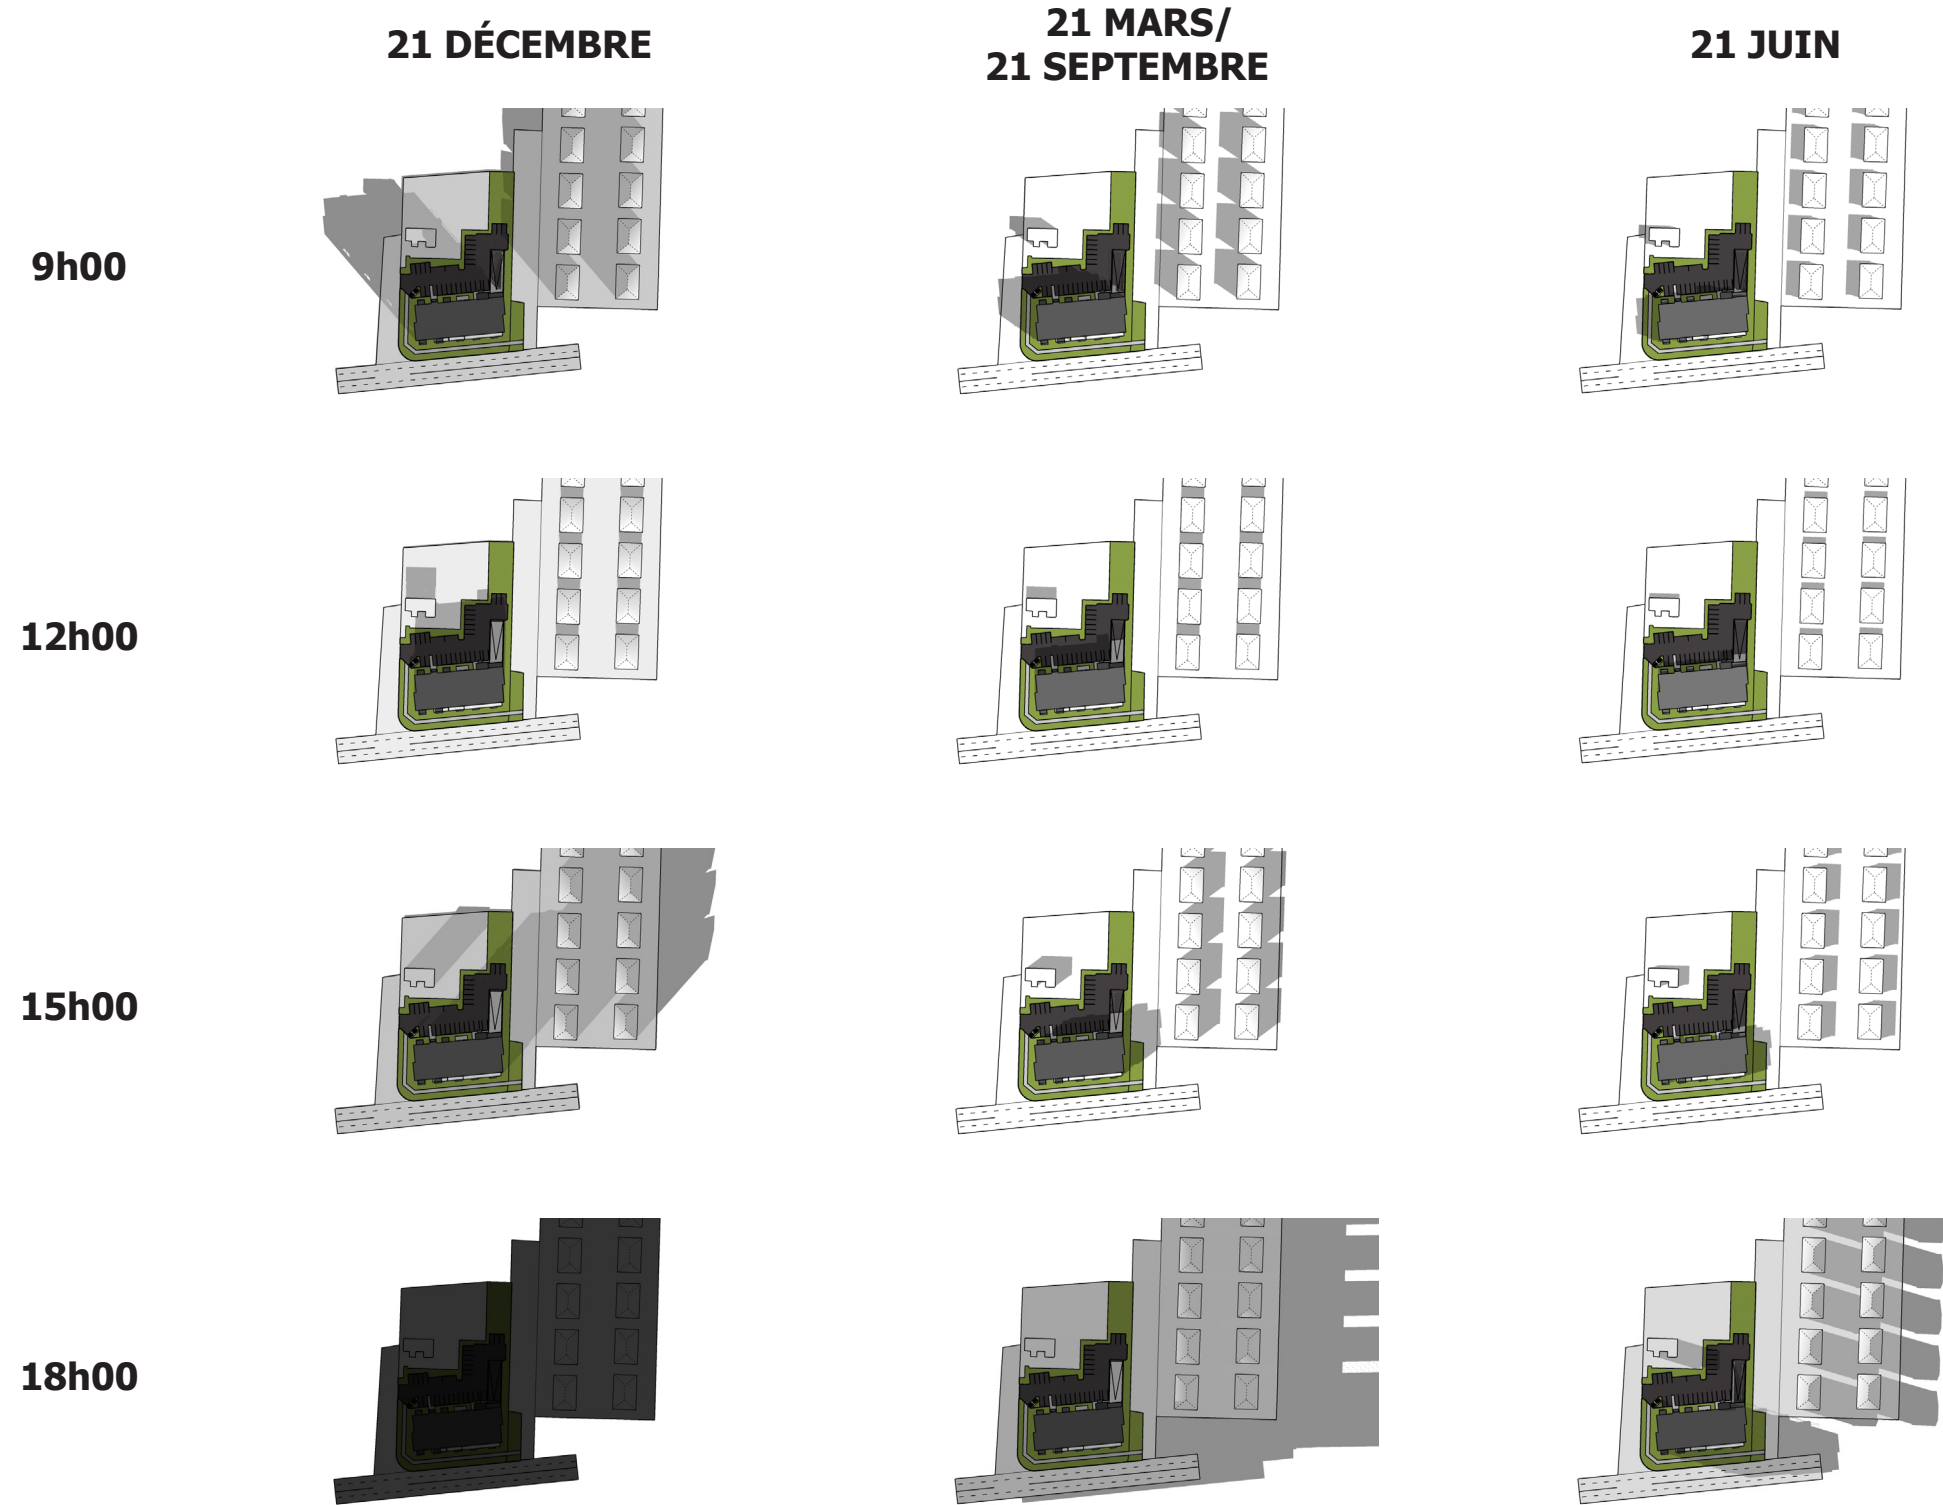 21 DÉCEMBRE
21 MARS/
21 SEPTEMBRE
21 JUIN
9h00
12h00
15h00
18h00